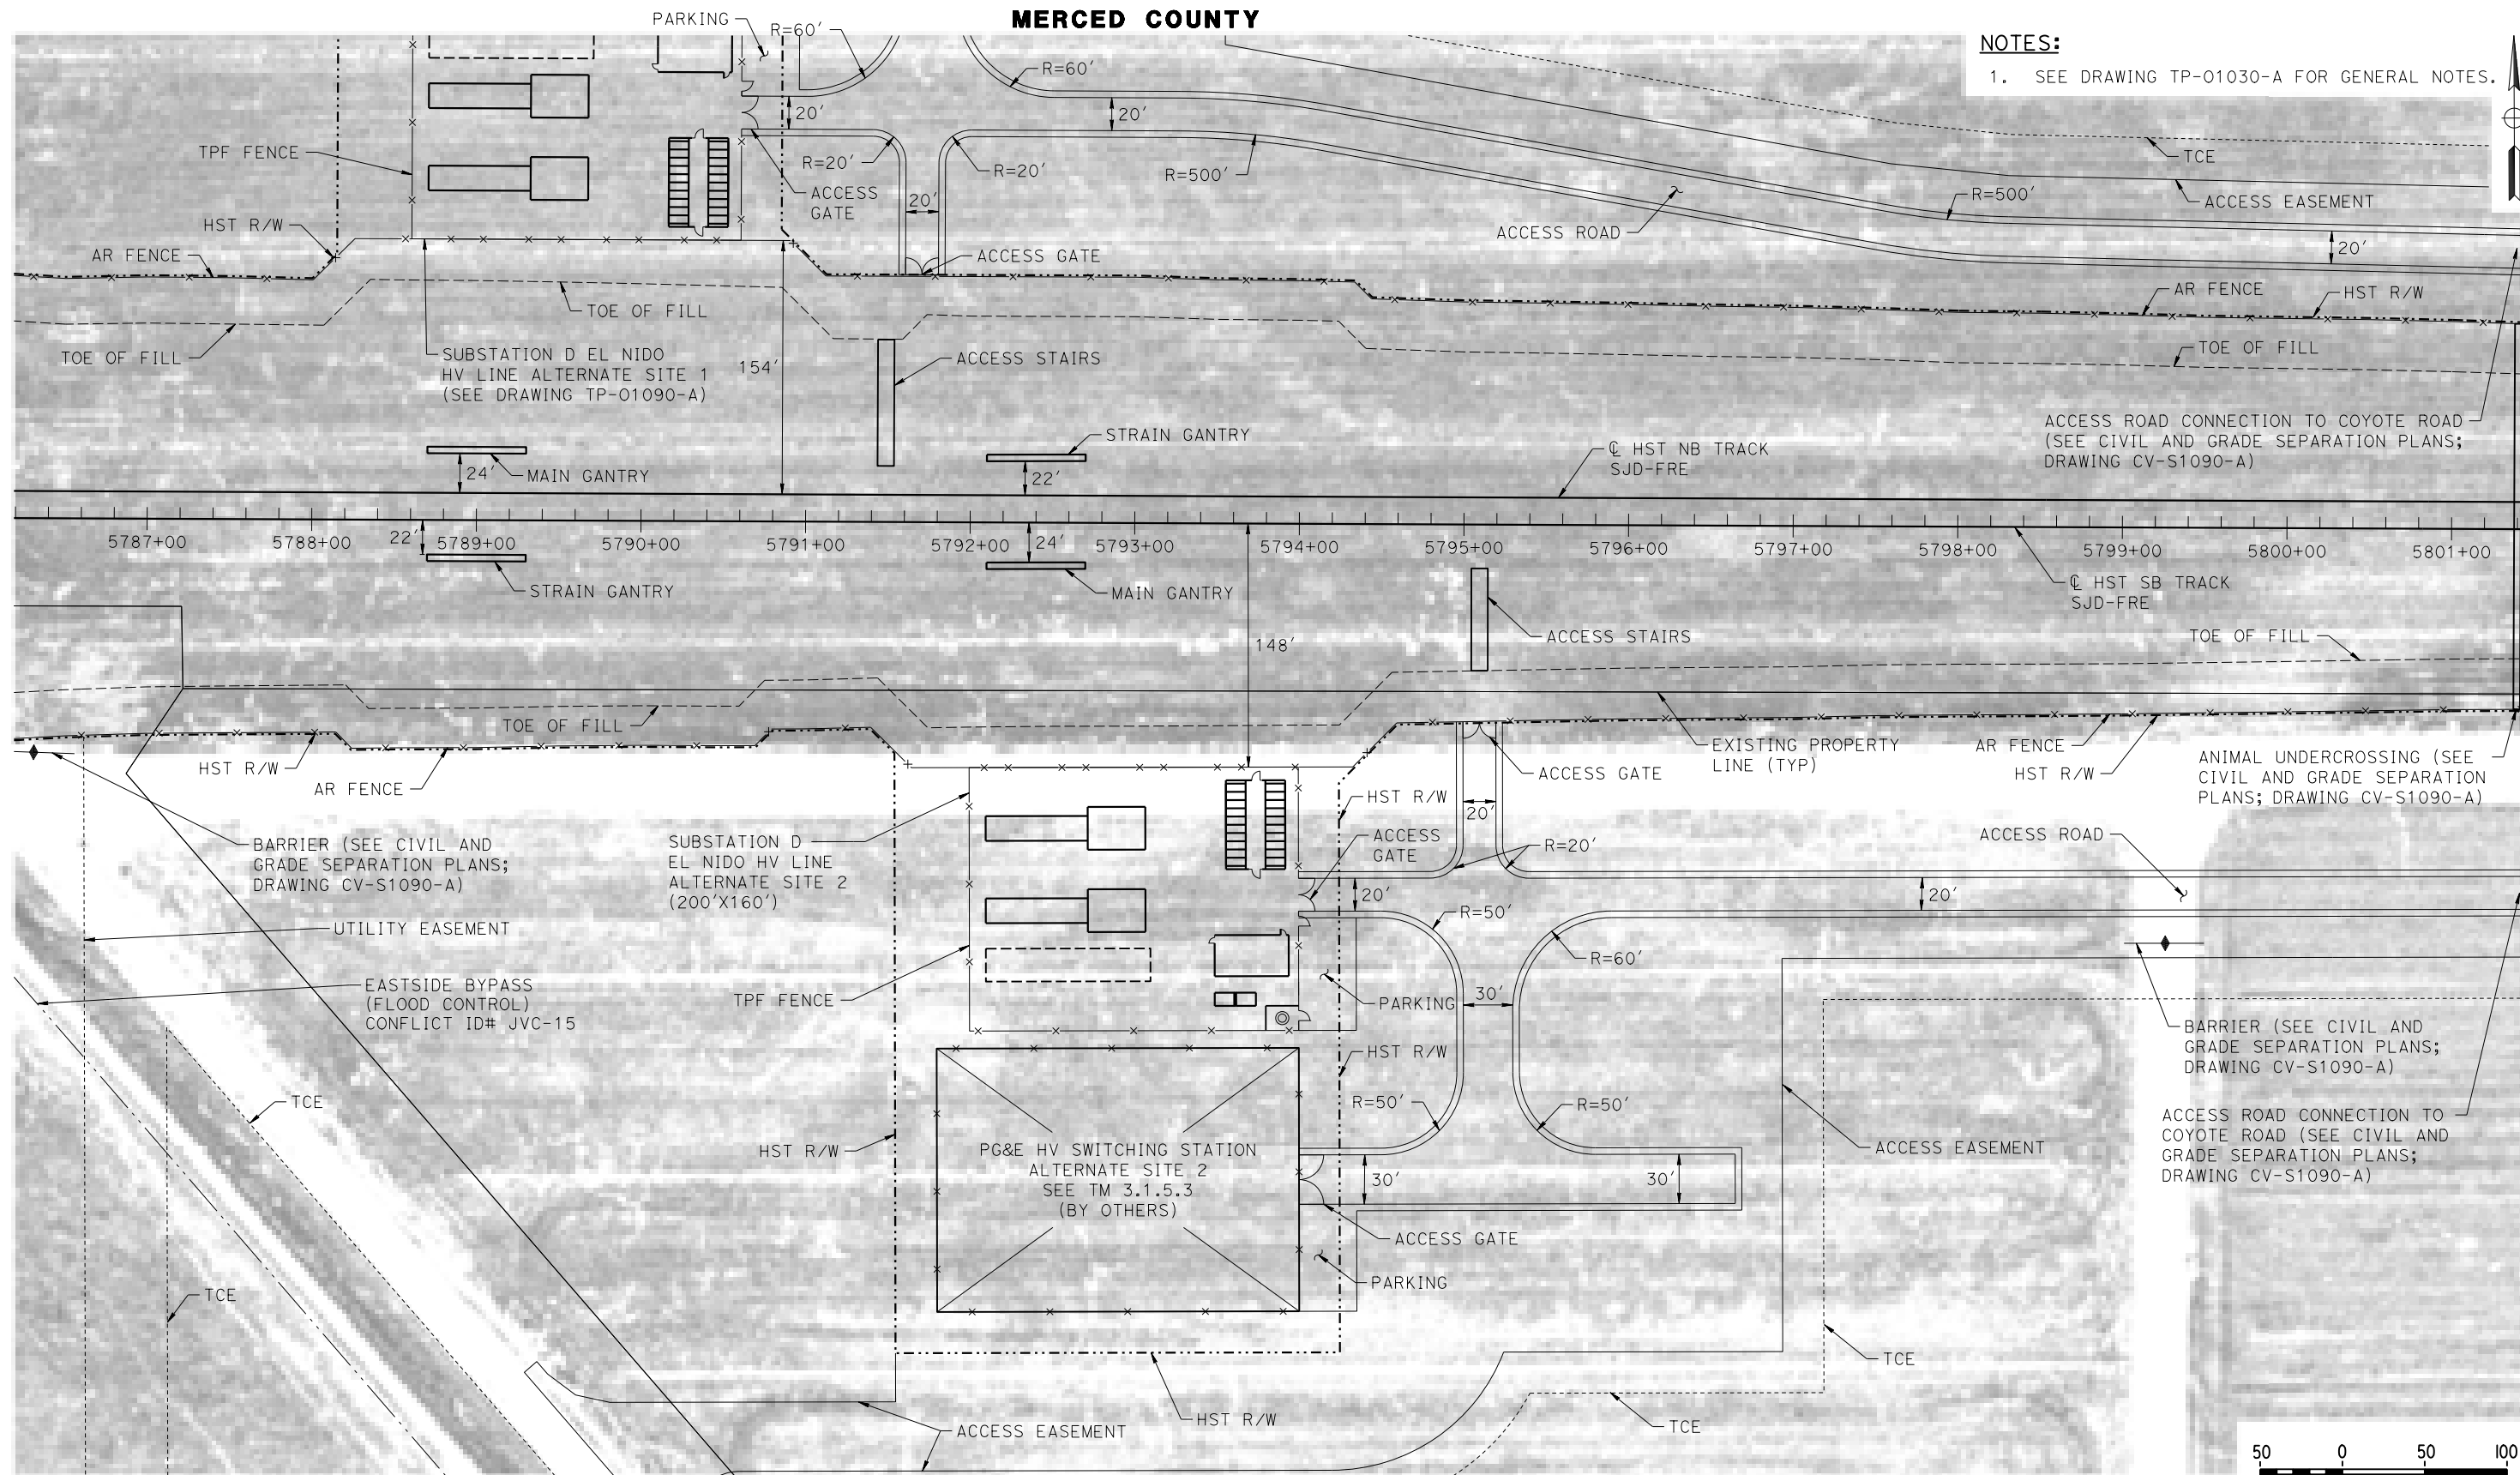 MERCED COUNTY
PARKING
R=60'
R=60'
NOTES:
1. SEE DRAWING TP-O1030-A FOR GENERAL NOTES.
20'
20'
TPF FENCE
R=20'
R=20'
R=500'
TCE
ACCESS
GATE
20'
R=500'
ACCESS EASEMENT
HST R/W
ACCESS ROAD
AR FENCE
ACCESS GATE
20'
AR FENCE
HST R/W
TOE OF FILL
TOE OF FILL
SUBSTATION D EL NIDO
HV LINE ALTERNATE SITE 1
(SEE DRAWING TP-O1090-A)
154'
ACCESS STAIRS
TOE OF FILL
ACCESS ROAD CONNECTION TO COYOTE ROAD
(SEE CIVIL AND GRADE SEPARATION PLANS;
DRAWING CV-S1090-A)
STRAIN GANTRY
24'
MAIN GANTRY
22'
℄ HST NB TRACK
SJD-FRE
5787+00
5788+00
22'
5789+00
5790+00
5791+00
5792+00
24'
5793+00
5794+00
5795+00
5796+00
5797+00
5798+00
5799+00
5800+00
5801+00
STRAIN GANTRY
MAIN GANTRY
℄ HST SB TRACK
SJD-FRE
148'
ACCESS STAIRS
TOE OF FILL
TOE OF FILL
HST R/W
AR FENCE
EXISTING PROPERTY
LINE (TYP)
ACCESS GATE
AR FENCE
HST R/W
ANIMAL UNDERCROSSING (SEE
CIVIL AND GRADE SEPARATION
PLANS; DRAWING CV-S1090-A)
HST R/W
20'
BARRIER (SEE CIVIL AND
GRADE SEPARATION PLANS;
DRAWING CV-S1090-A)
SUBSTATION D
EL NIDO HV LINE
ALTERNATE SITE 2
(200'X160')
ACCESS
GATE
R=20'
ACCESS ROAD
20'
20'
R=50'
UTILITY EASEMENT
R=60'
EASTSIDE BYPASS
(FLOOD CONTROL)
CONFLICT ID# JVC-15
TPF FENCE
PARKING
30'
BARRIER (SEE CIVIL AND
GRADE SEPARATION PLANS;
DRAWING CV-S1090-A)
HST R/W
TCE
R=50'
R=50'
ACCESS ROAD CONNECTION TO
COYOTE ROAD (SEE CIVIL AND
GRADE SEPARATION PLANS;
DRAWING CV-S1090-A)
HST R/W
PG&E HV SWITCHING STATION
ALTERNATE SITE 2
SEE TM 3.1.5.3
(BY OTHERS)
ACCESS EASEMENT
30'
30'
ACCESS GATE
PARKING
TCE
TCE
HST R/W
ACCESS EASEMENT
TCE
50 0 50 100